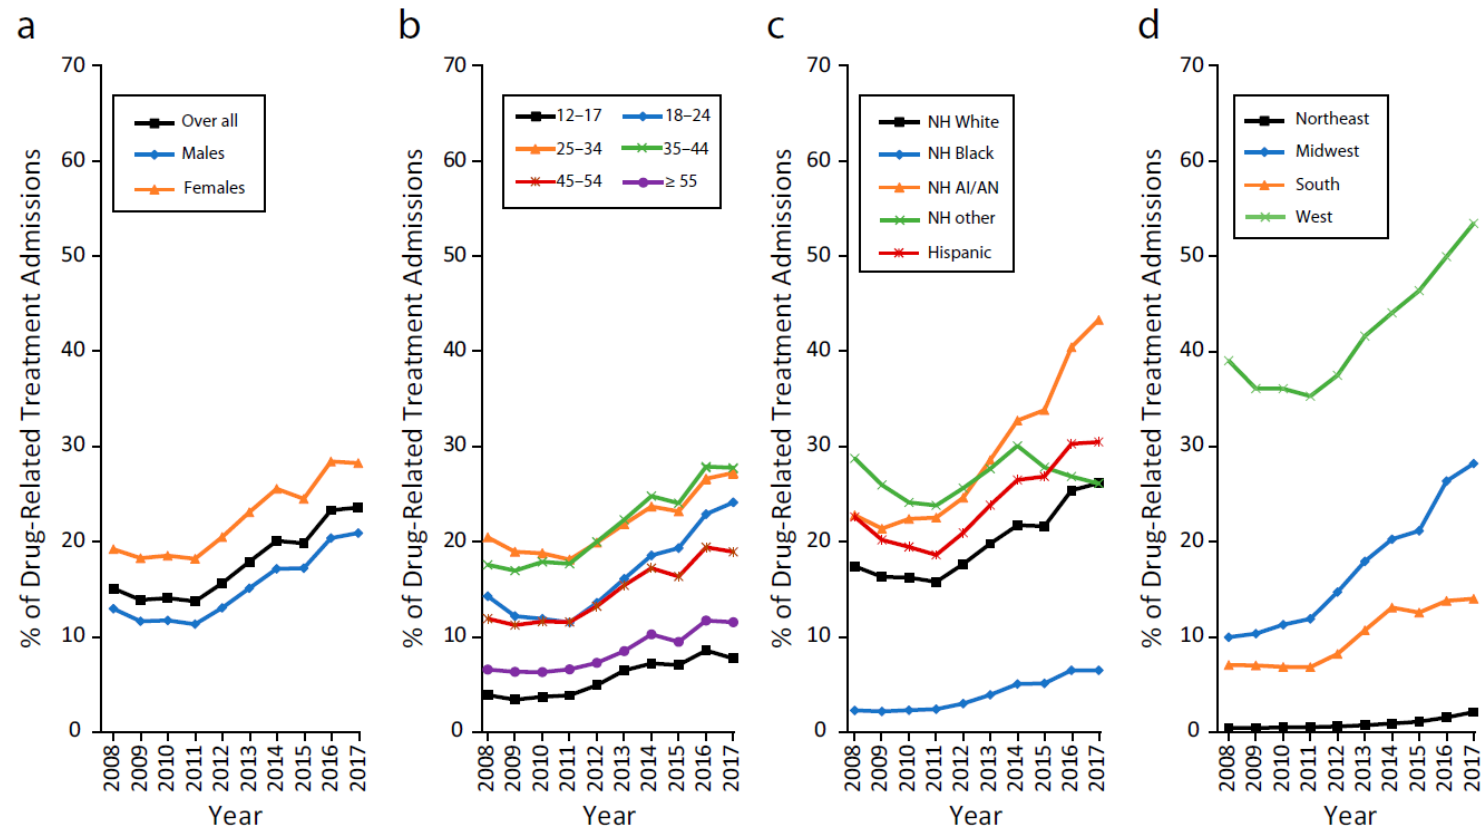 a
% of Drug-Related Treatment Admissions
70
60
50
40
30
20
10
0
Over all
Males
Females
2008
2009
2010
2011
2012
2013
2014
2015
2016
2017
Year
b
% of Drug-Related Treatment Admissions
70
60
50
40
30
20
10
0
12–17 18–24
25–34 35–44
45–54 ≥ 55
2008
2009
2010
2011
2012
2013
2014
2015
2016
2017
Year
c
% of Drug-Related Treatment Admissions
70
60
50
40
30
20
10
0
NH White
NH Black
NH AI/AN
NH other
Hispanic
2008
2009
2010
2011
2012
2013
2014
2015
2016
2017
Year
d
% of Drug-Related Treatment Admissions
70
60
50
40
30
20
10
0
Northeast
Midwest
South
West
2008
2009
2010
2011
2012
2013
2014
2015
2016
2017
Year